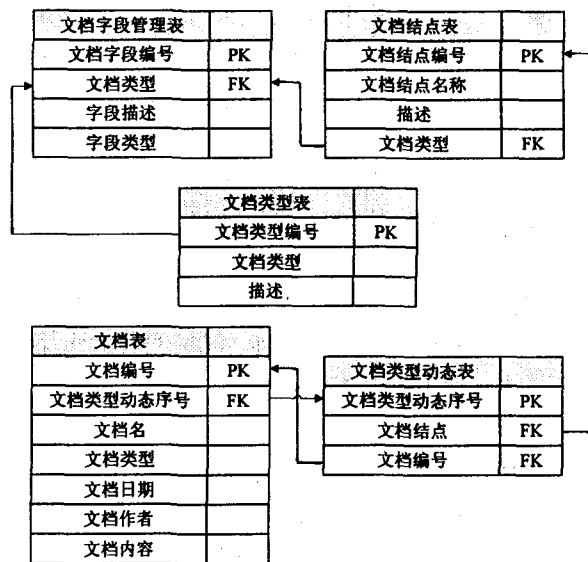 文档字段管理表
文档字段编号 PK
文档类型 FK
字段描述
字段类型
文档结点表
文档结点编号 PK
文档结点名称
描述
文档类型 FK
文档类型表
文档类型编号 PK
文档类型
描述
文档表
文档编号 PK
文档类型动态序号 FK
文档名
文档类型
文档日期
文档作者
文档内容
文档类型动态表
文档类型动态序号 PK
文档结点 FK
文档编号 FK